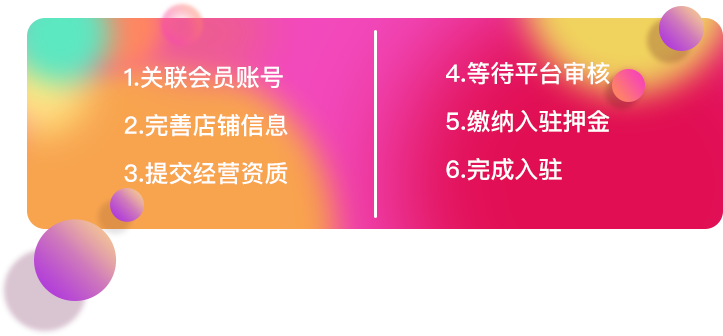 1.关联会员账号
2.完善店铺信息
3.提交经营资质
4.等待平台审核
5.缴纳入驻押金
6.完成入驻